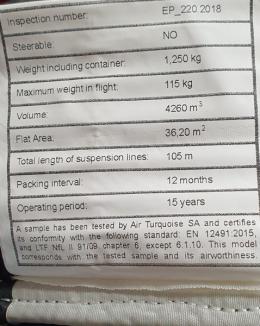 Inspection number: EP_220.2018
Steerable: NO
Weight including container: 1,250 kg
Maximum weight in flight: 115 kg
Volume: 4260 m³
Flat Area: 36,20 m²
Total length of suspension lines: 105 m
Packing interval: 12 months
Operating period: 15 years
A sample has been tested by Air Turquoise SA and certifies
its conformity with the following standard: EN 12491:2015,
and LTF NfL II 91/09 chapter 6, except 6.1.10. This model
corresponds with the tested sample and its airworthiness.